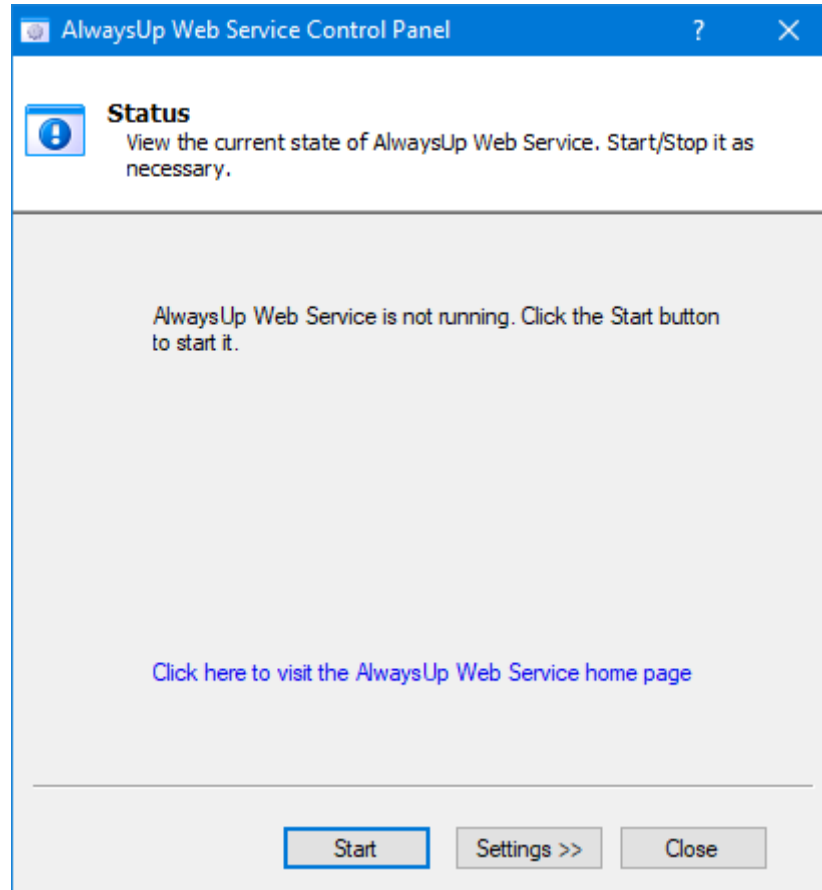 AlwaysUp Web Service Control Panel ?
Status
View the current state of AlwaysUp Web Service. Start/Stop it as
necessary.
AlwaysUp Web Service is not running. Click the Start button
to start it.
Click here to visit the AlwaysUp Web Service home page
Start Settings >> Close